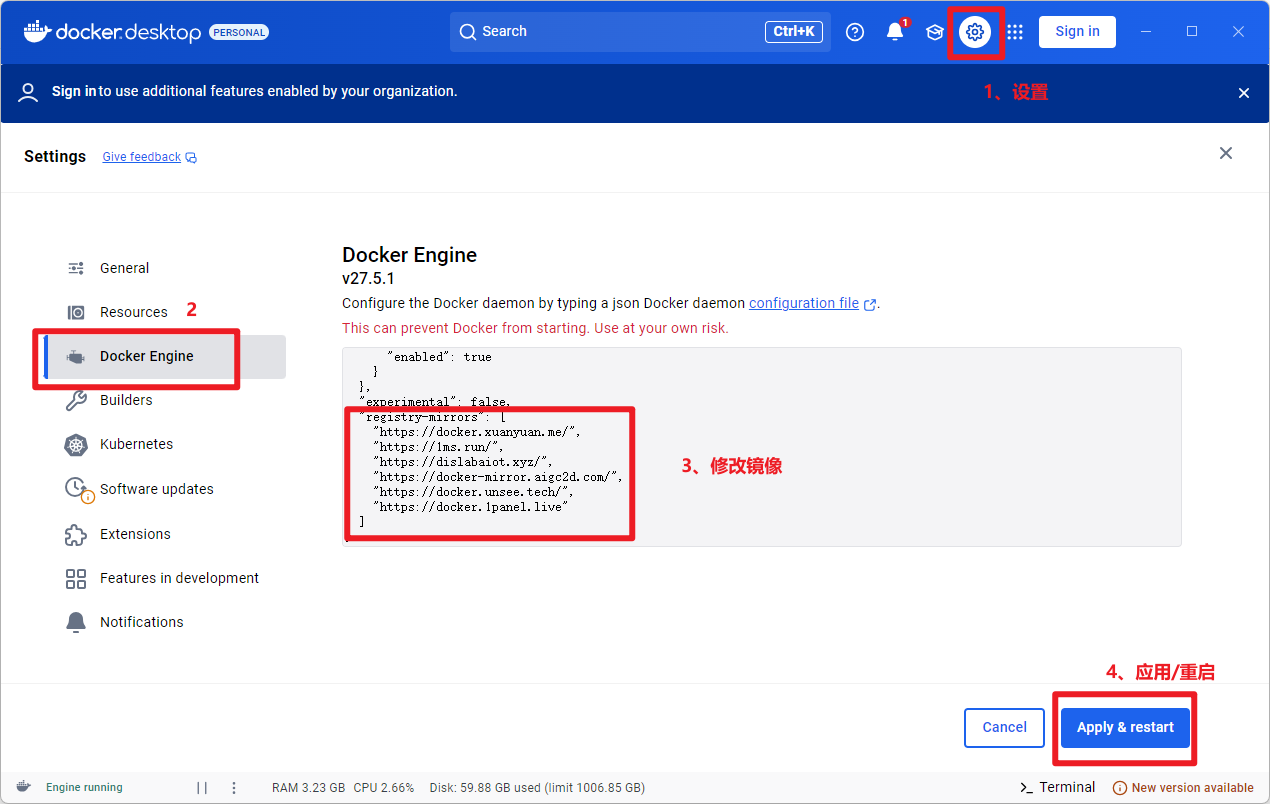 docker.desktop PERSONAL
Search
Ctrl+K
1
Sign in
Sign in to use additional features enabled by your organization.
1、设置
Settings
Give feedback
General
Resources
2
Docker Engine
Builders
Kubernetes
Software updates
Extensions
Features in development
Notifications
Docker Engine
v27.5.1
Configure the Docker daemon by typing a json Docker daemon configuration file.
This can prevent Docker from starting. Use at your own risk.
"enabled": true
}
},
"experimental": false,
"registry-mirrors": [
"https://docker.xuanyuan.me/",
"https://1ms.run/",
"https://dislabaiot.xyz/",
"https://docker-mirror.aigc2d.com/",
"https://docker.unsee.tech/",
"https://docker.1panel.live"
]
3、修改镜像
4、应用/重启
Cancel
Apply & restart
Engine running
RAM 3.23 GB CPU 2.66% Disk: 59.88 GB used (limit 1006.85 GB)
>_ Terminal
New version available